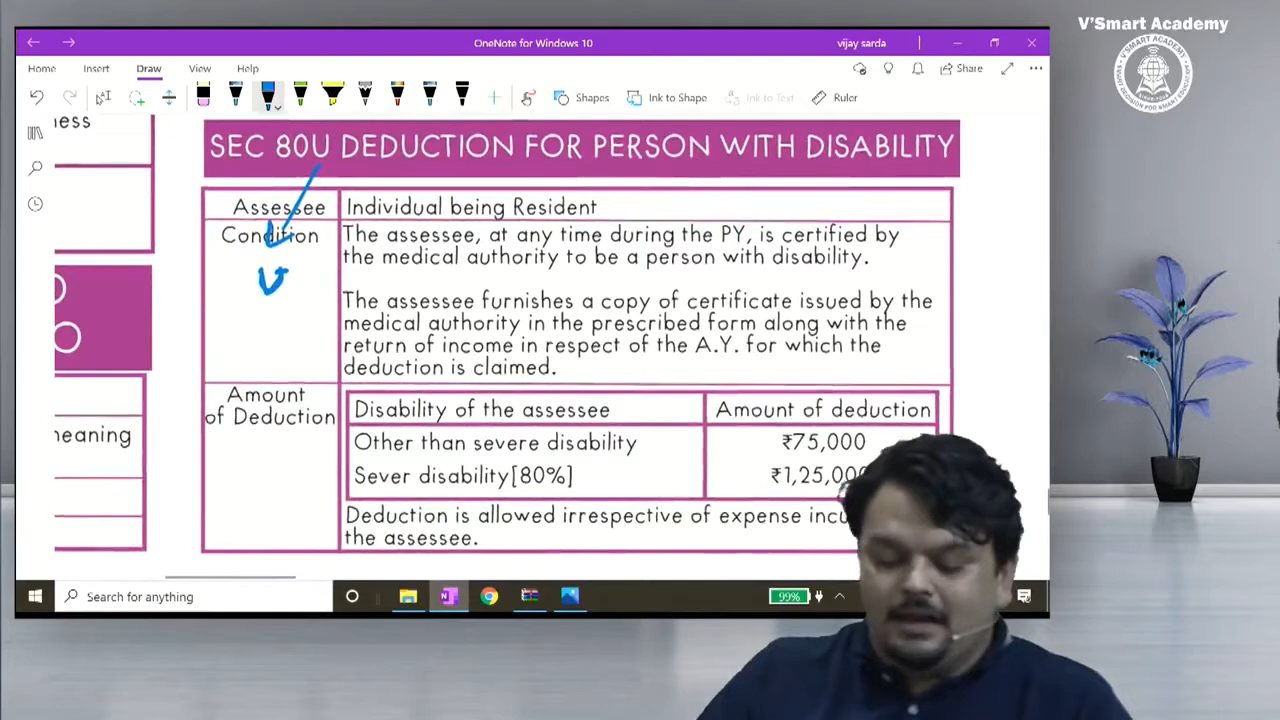 V'Smart Academy
OneNote for Windows 10
vijay sarda
Home Insert Draw View Help
Share
Shapes Ink to Shape Ink to Text Ruler
ness
SEC 80U DEDUCTION FOR PERSON WITH DISABILITY
Assessee Individual being Resident
Condition The assessee, at any time during the PY, is certified by
the medical authority to be a person with disability.
U
The assessee furnishes a copy of certificate issued by the
medical authority in the prescribed form along with the
return of income in respect of the A.Y. for which the
deduction is claimed.
Amount
of Deduction
Disability of the assessee Amount of deduction
neaning
Other than severe disability ₹75,000
Sever disability[80%] ₹1,25,000
Deduction is allowed irrespective of expense
the assessee.
Search for anything
99%